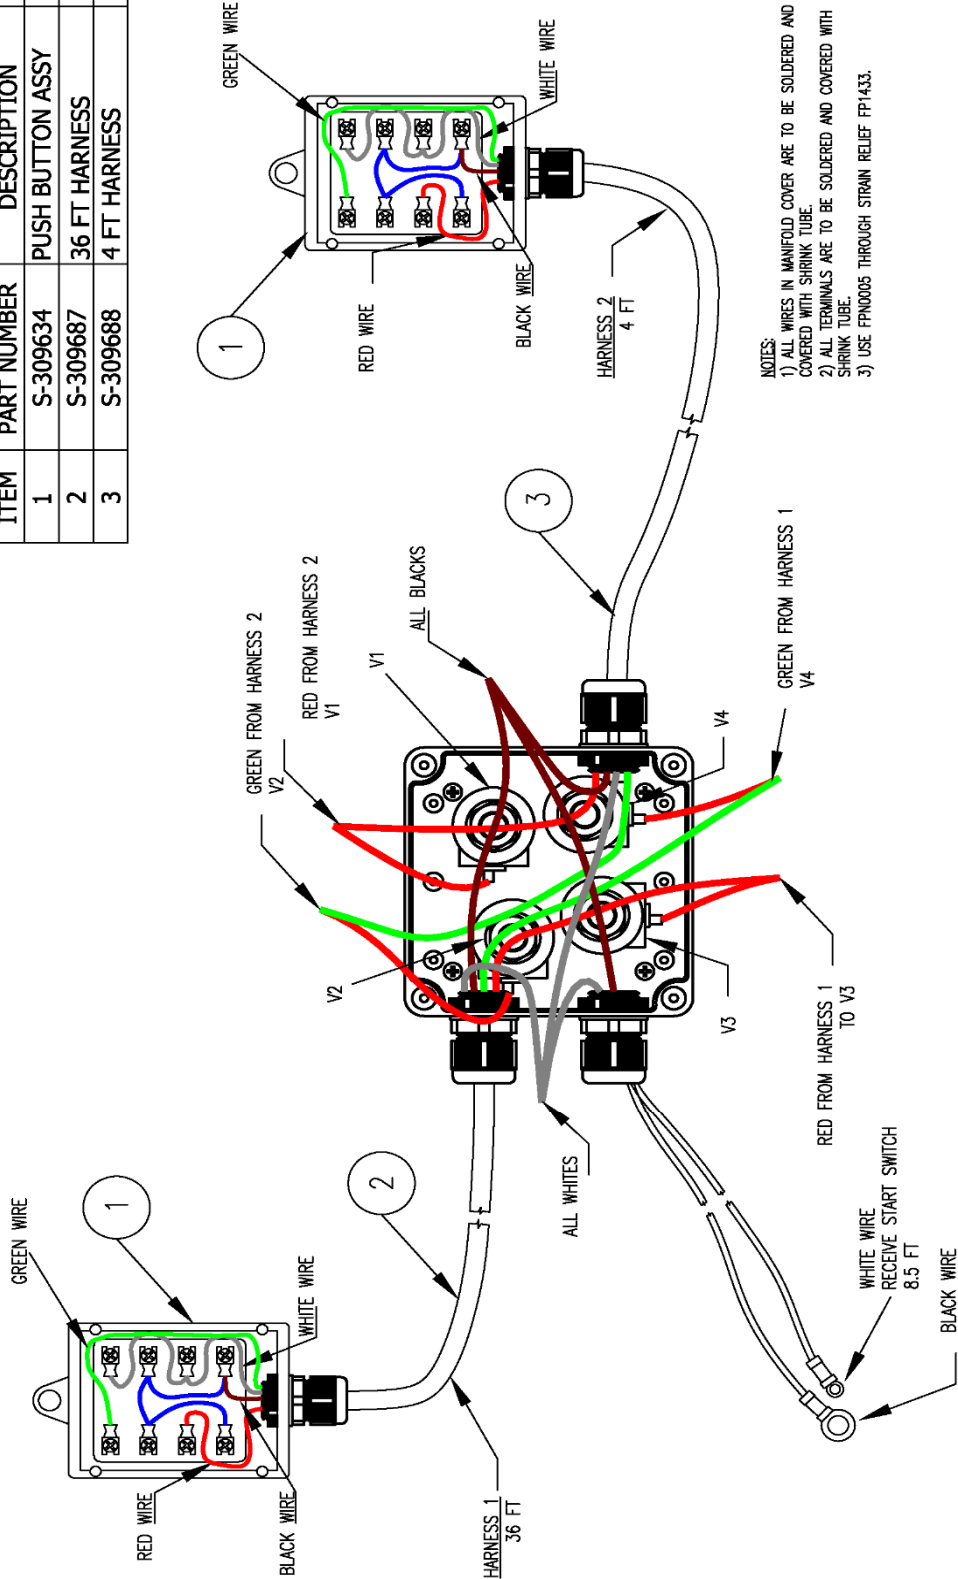 ITEM PART NUMBER DESCRIPTION
1 S-309634 PUSH BUTTON ASSY
2 S-309687 36 FT HARNESS
3 S-309688 4 FT HARNESS
GREEN WIRE
1
RED WIRE
BLACK WIRE
WHITE WIRE
HARNESS 1
36 FT
2
GREEN FROM HARNESS 2
V2
RED FROM HARNESS 2
V1
ALL BLACKS
V1
V2
V3
V4
ALL WHITES
RED FROM HARNESS 1
TO V3
GREEN FROM HARNESS 1
V4
WHITE WIRE
RECEIVE START SWITCH
8.5 FT
BLACK WIRE
3
GREEN WIRE
1
RED WIRE
BLACK WIRE
WHITE WIRE
HARNESS 2
4 FT
NOTES:
1) ALL WIRES IN MANIFOLD COVER ARE TO BE SOLDERED AND
COVERED WITH SHRINK TUBE.
2) ALL TERMINALS ARE TO BE SOLDERED AND COVERED WITH
SHRINK TUBE.
3) USE FPN0005 THROUGH STRAIN RELIEF FP1433.